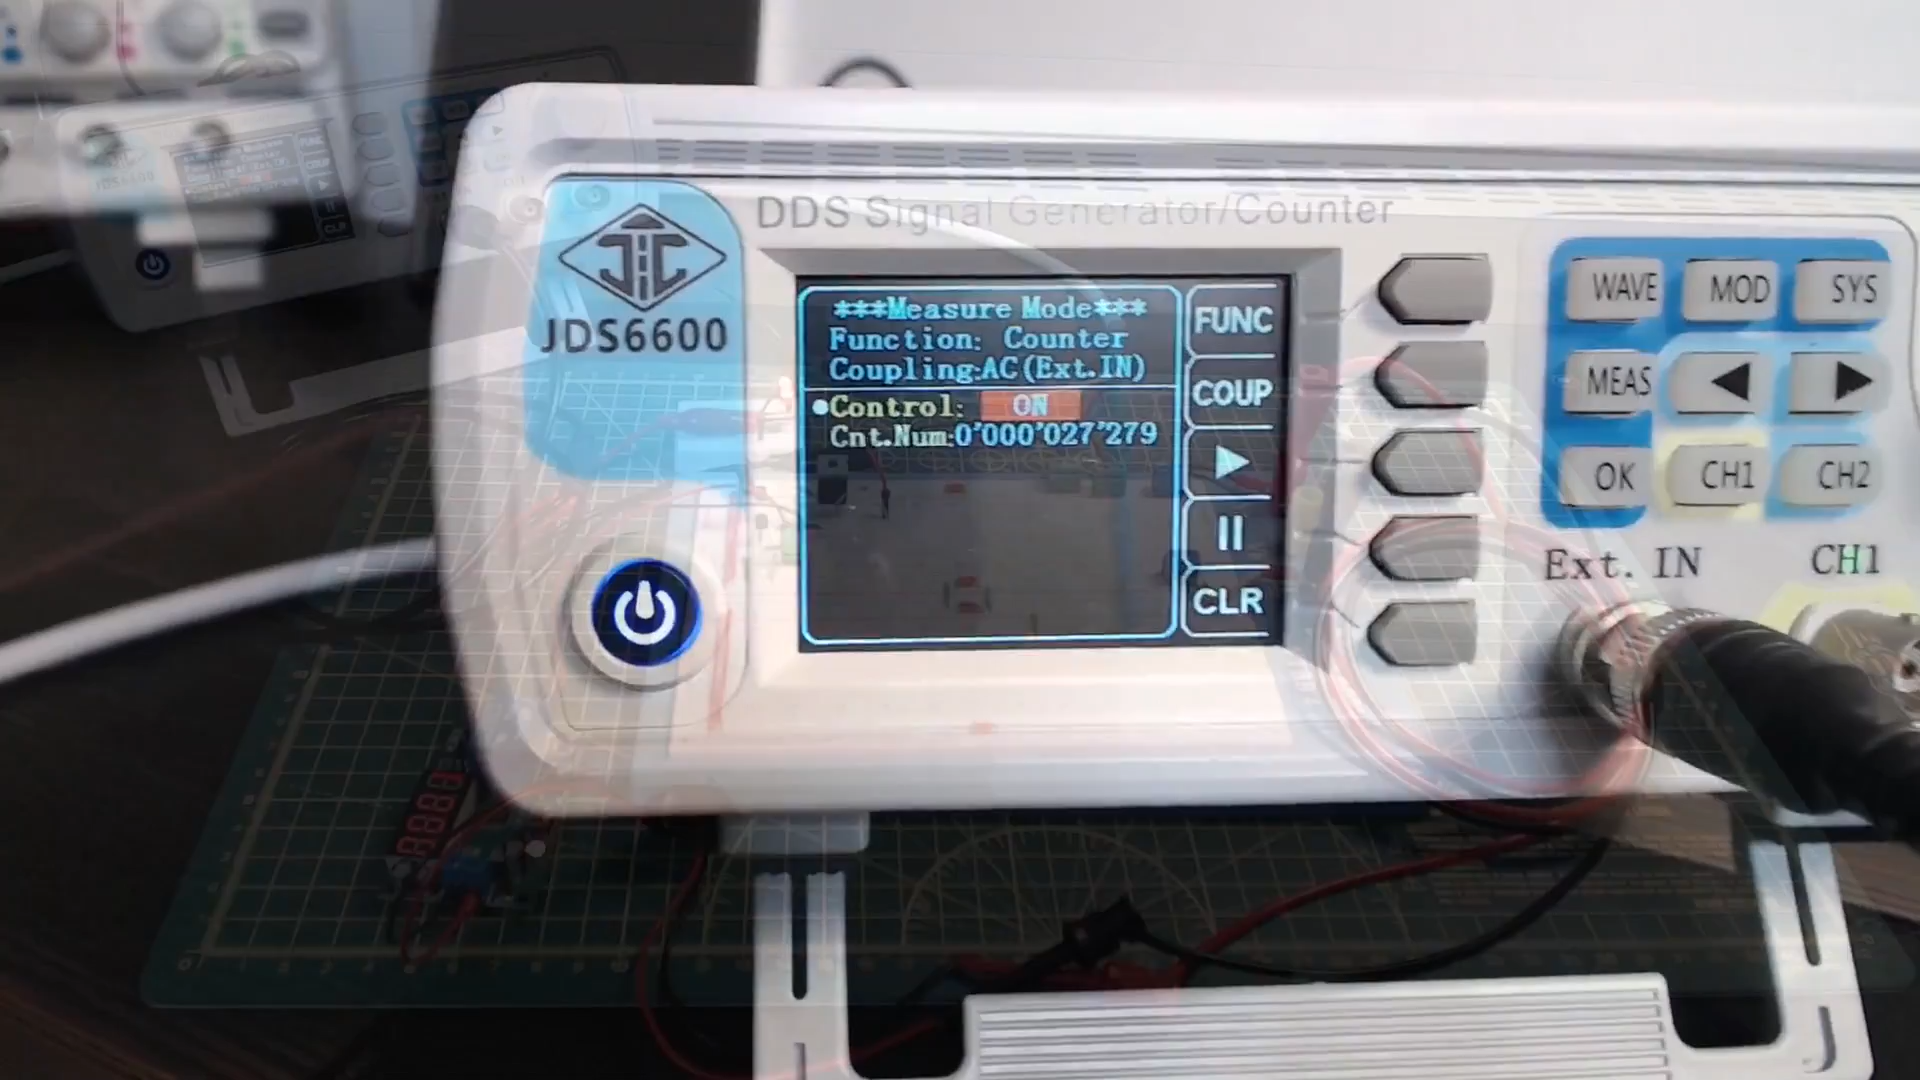 DDS Signal Generator/Counter
JDS6600
***Measure Mode***
Function: Counter
Coupling:AC(Ext.IN)
Control: ON
Cnt.Num:0'000'027'279
FUNC
COUP
CLR
WAVE
MOD
SYS
MEAS
OK
CH1
CH2
Ext. IN
CH1